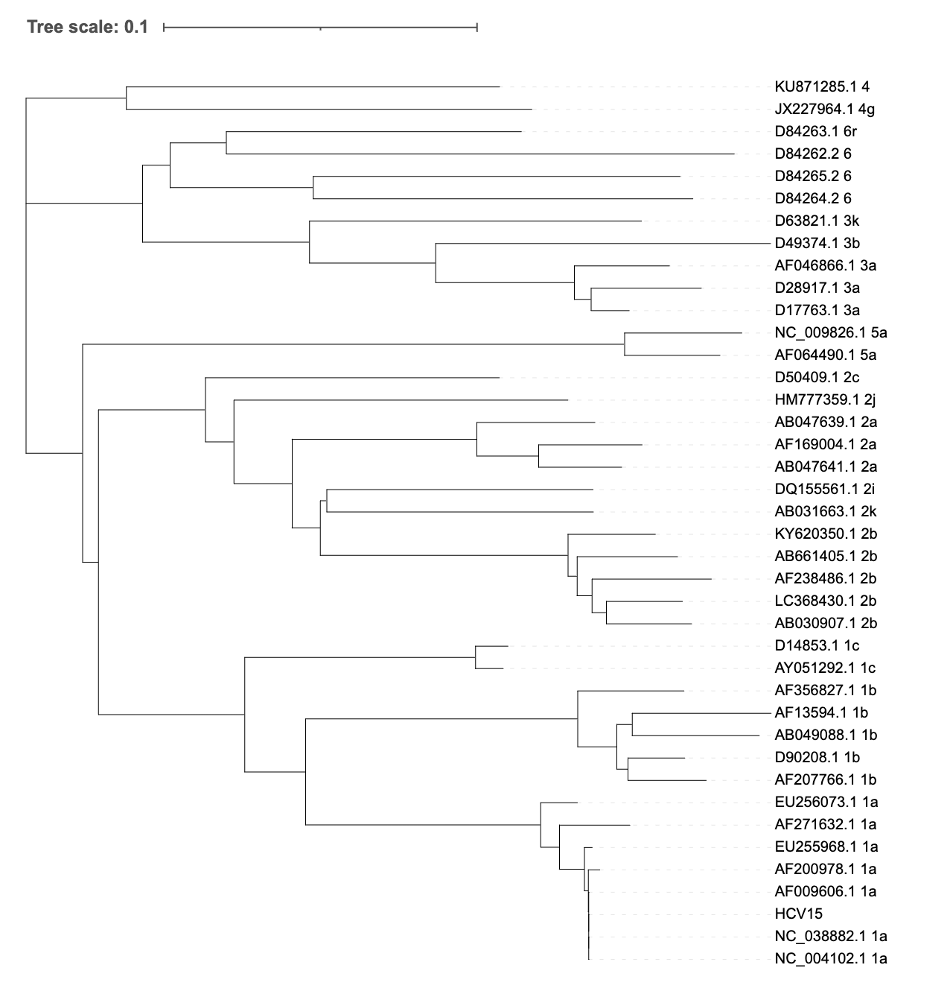 Tree scale: 0.1
KU871285.1 4
JX227964.1 4g
D84263.1 6r
D84262.2 6
D84265.2 6
D84264.2 6
D63821.1 3k
D49374.1 3b
AF046866.1 3a
D28917.1 3a
D17763.1 3a
NC_009826.1 5a
AF064490.1 5a
D50409.1 2c
HM777359.1 2j
AB047639.1 2a
AF169004.1 2a
AB047641.1 2a
DQ155561.1 2i
AB031663.1 2k
KY620350.1 2b
AB661405.1 2b
AF238486.1 2b
LC368430.1 2b
AB030907.1 2b
D14853.1 1c
AY051292.1 1c
AF356827.1 1b
AF13594.1 1b
AB049088.1 1b
D90208.1 1b
AF207766.1 1b
EU256073.1 1a
AF271632.1 1a
EU255968.1 1a
AF200978.1 1a
AF009606.1 1a
HCV15
NC_038882.1 1a
NC_004102.1 1a